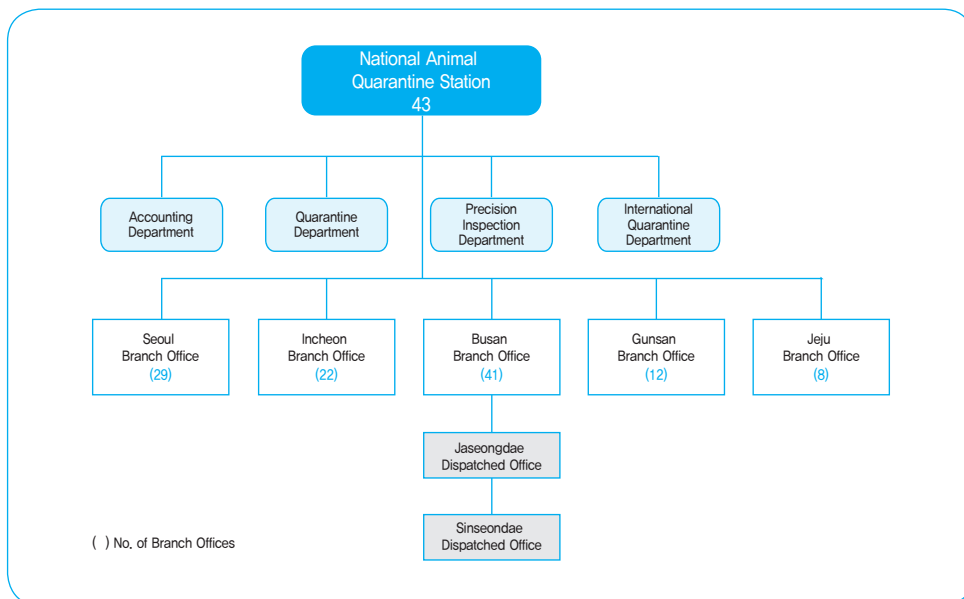 National Animal
Quarantine Station
43
Accounting
Department
Quarantine
Department
Precision
Inspection
Department
International
Quarantine
Department
Seoul
Branch Office
(29)
Incheon
Branch Office
(22)
Busan
Branch Office
(41)
Gunsan
Branch Office
(12)
Jeju
Branch Office
(8)
Jaseongdae
Dispatched Office
Sinseondae
Dispatched Office
( ) No. of Branch Offices